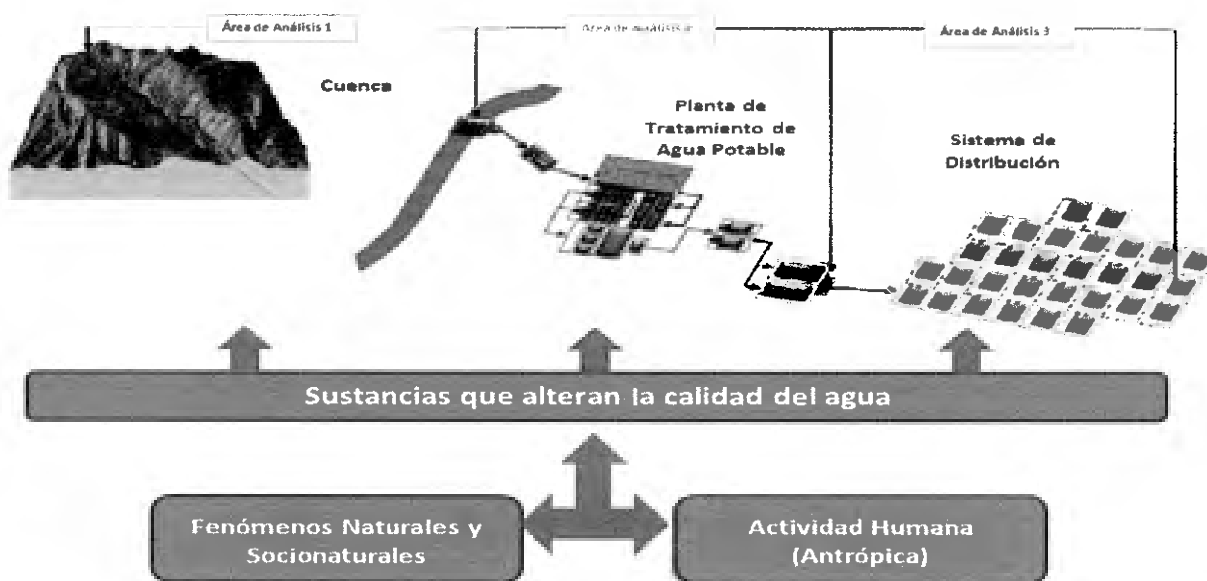 Área de Análisis 1
Área de Análisis 3
Cuenca
Planta de
Tratamiento de
Agua Potable
Sistema de
Distribución
Sustancias que alteran la calidad del agua
Fenómenos Naturales y
Socionaturales
Actividad Humana
(Antrópica)